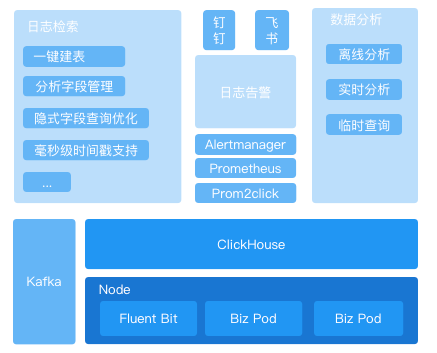 日志检索
一键建表
分析字段管理
隐式字段查询优化
毫秒级时间戳支持
...
钉
钉
飞
书
日志告警
Alertmanager
Prometheus
Prom2click
数据分析
离线分析
实时分析
临时查询
Kafka
ClickHouse
Node
Fluent Bit
Biz Pod
Biz Pod